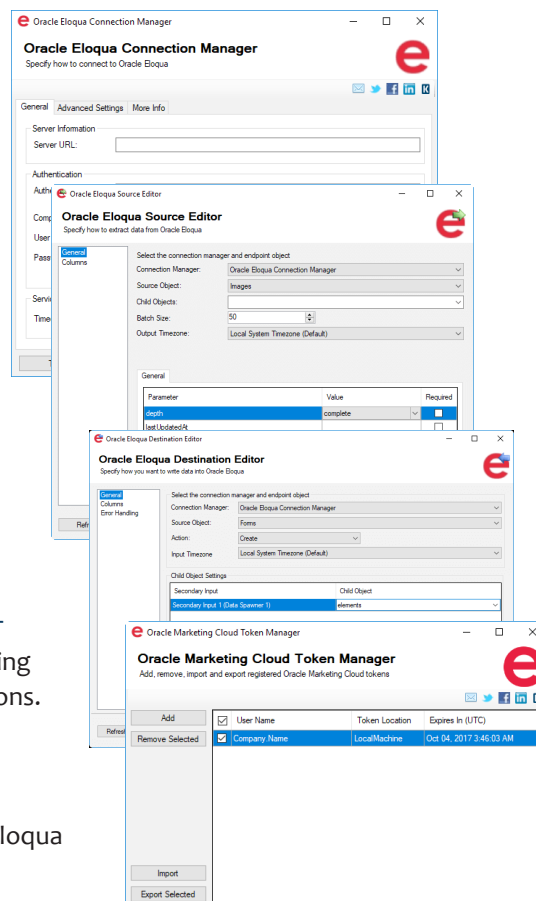 Oracle Eloqua Connection Manager
Oracle Eloqua Connection Manager
Specify how to connect to Oracle Eloqua
General Advanced Settings More Info
Server Information
Server URL:
Authentication
Oracle Eloqua Source Editor
Oracle Eloqua Source Editor
Specify how to extract data from Oracle Eloqua
General
Columns
Select the connection manager and endpoint object
Connection Manager: Oracle Eloqua Connection Manager
Source Object: Images
Child Objects:
Batch Size: 50
Output Timezone: Local System Timezone (Default)
General
Parameter Value Required
depth complete
lastUpdatedAt
Oracle Eloqua Destination Editor
Oracle Eloqua Destination Editor
Specify how you want to write data into Oracle Eloqua
General
Columns
Error Handling
Select the connection manager and endpoint object
Connection Manager: Oracle Eloqua Connection Manager
Source Object: Forms
Action: Create
Input Timezone Local System Timezone (Default)
Child Object Settings
Secondary Input Child Object
Secondary Input 1 (Data Spawner 1) elements
Oracle Marketing Cloud Token Manager
Oracle Marketing Cloud Token Manager
Add, remove, import and export registered Oracle Marketing Cloud tokens
Add
Remove Selected
User Name Token Location Expires In (UTC)
Company.Name LocalMachine Oct 04, 2017 3:46:03 AM
Import
Export Selected
ing
ons.
loqua